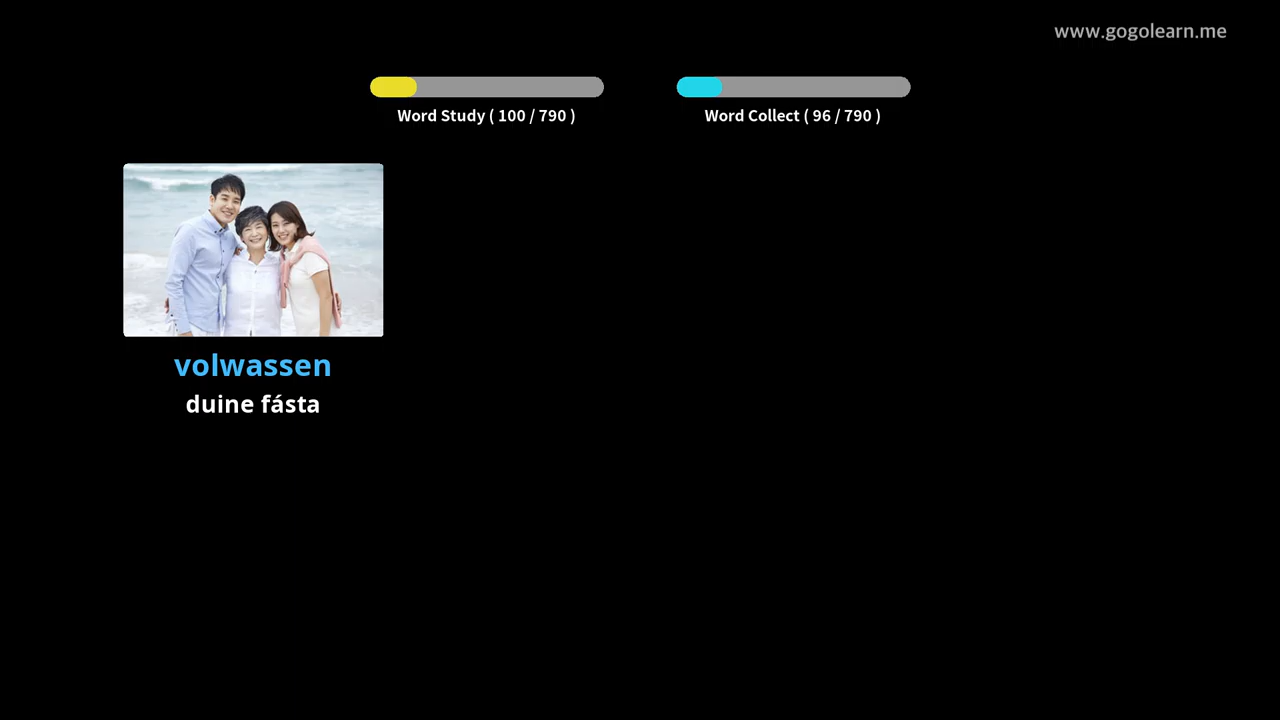 www.gogolearn.me
Word Study ( 100 / 790 )
Word Collect ( 96 / 790 )
volwassen
duine fásta